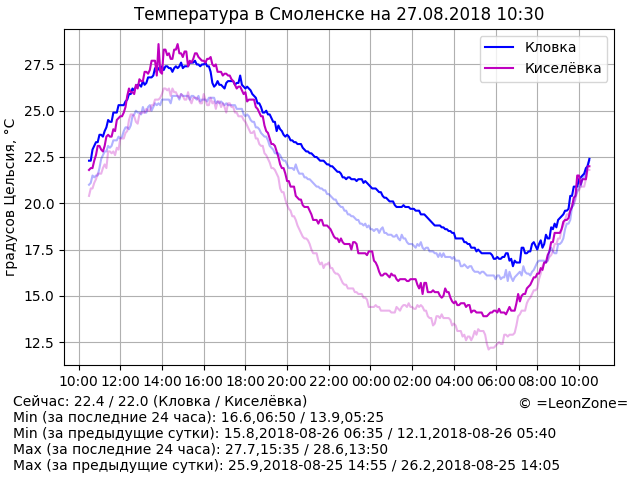 Температура в Смоленске на 27.08.2018 10:30
Кловка
Киселёвка
градусов Цельсия, °C
27.5
25.0
22.5
20.0
17.5
15.0
12.5
10:00 12:00 14:00 16:00 18:00 20:00 22:00 00:00 02:00 04:00 06:00 08:00 10:00
Сейчас: 22.4 / 22.0 (Кловка / Киселёвка)
© =LeonZone=
Min (за последние 24 часа): 16.6,06:50 / 13.9,05:25
Min (за предыдущие сутки): 15.8,2018-08-26 06:35 / 12.1,2018-08-26 05:40
Max (за последние 24 часа): 27.7,15:35 / 28.6,13:50
Max (за предыдущие сутки): 25.9,2018-08-25 14:55 / 26.2,2018-08-25 14:05